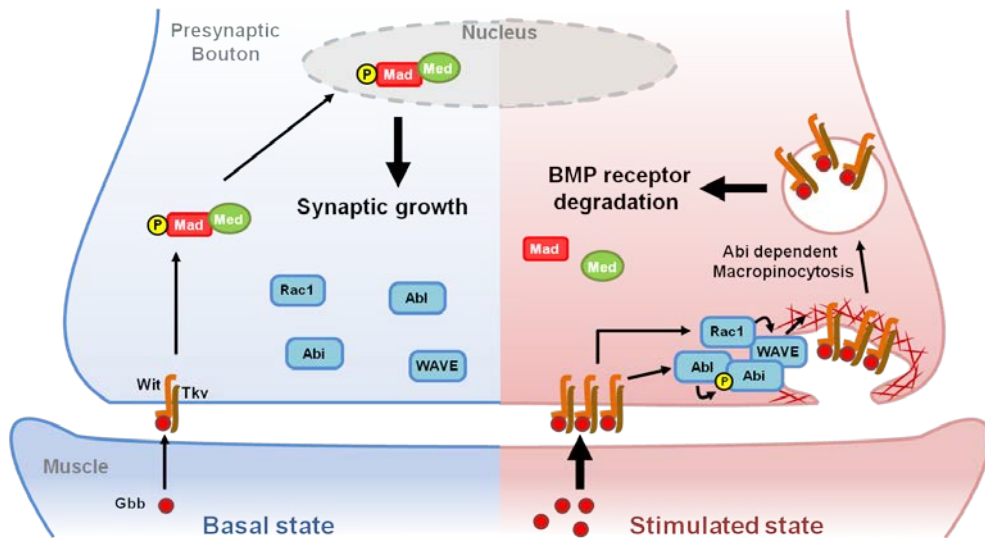 Presynaptic
Bouton
Nucleus
P
Mad
Med
Synaptic growth
P
Mad
Med
Rac1
Abl
Abi
WAVE
Wit
Tkv
Muscle
Gbb
Basal state
BMP receptor
degradation
Mad
Med
Abi dependent
Macropinocytosis
Rac1
WAVE
Abl
P
Abi
Stimulated state